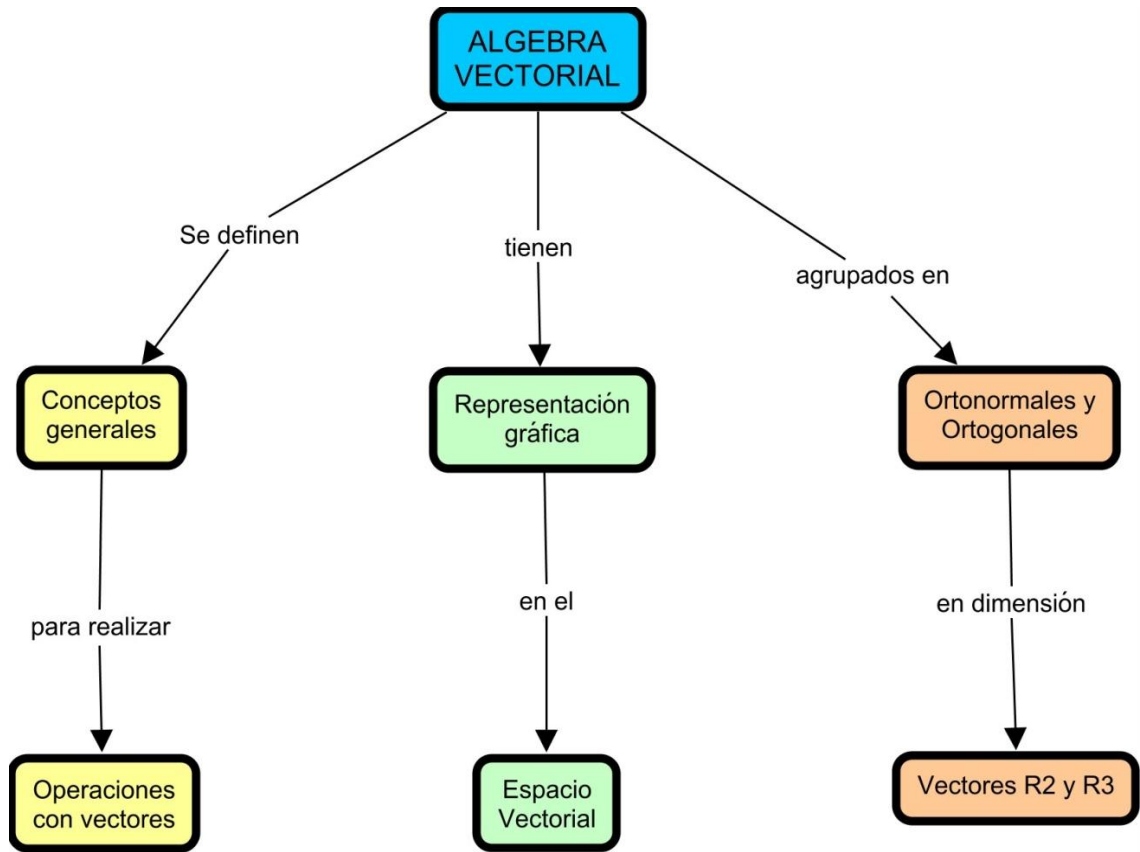 ALGEBRA
VECTORIAL
Se definen
tienen
agrupados en
Conceptos
generales
Representación
gráfica
Ortonormales y
Ortogonales
para realizar
en el
en dimensión
Operaciones
con vectores
Espacio
Vectorial
Vectores R2 y R3